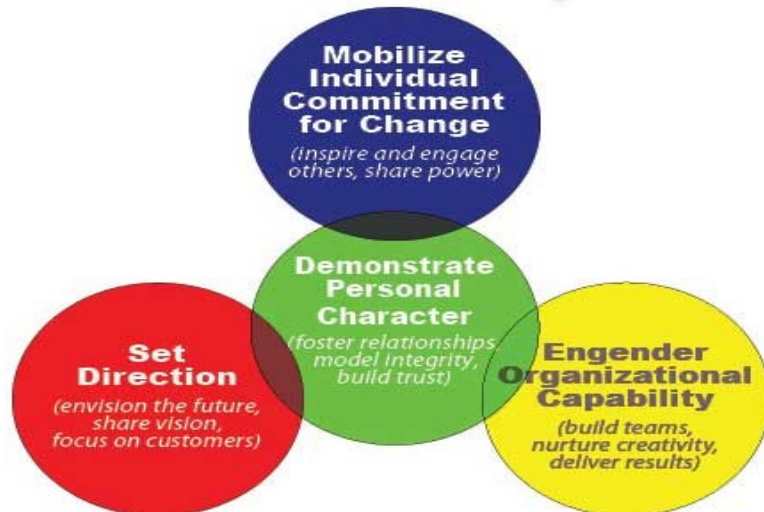 Mobilize
Individual
Commitment
for Change
(inspire and engage
others, share power)
Demonstrate
Personal
Character
(foster relationships,
model integrity,
build trust)
Set
Direction
(envision the future,
share vision,
focus on customers)
Engender
Organizational
Capability
(build teams,
nurture creativity,
deliver results)